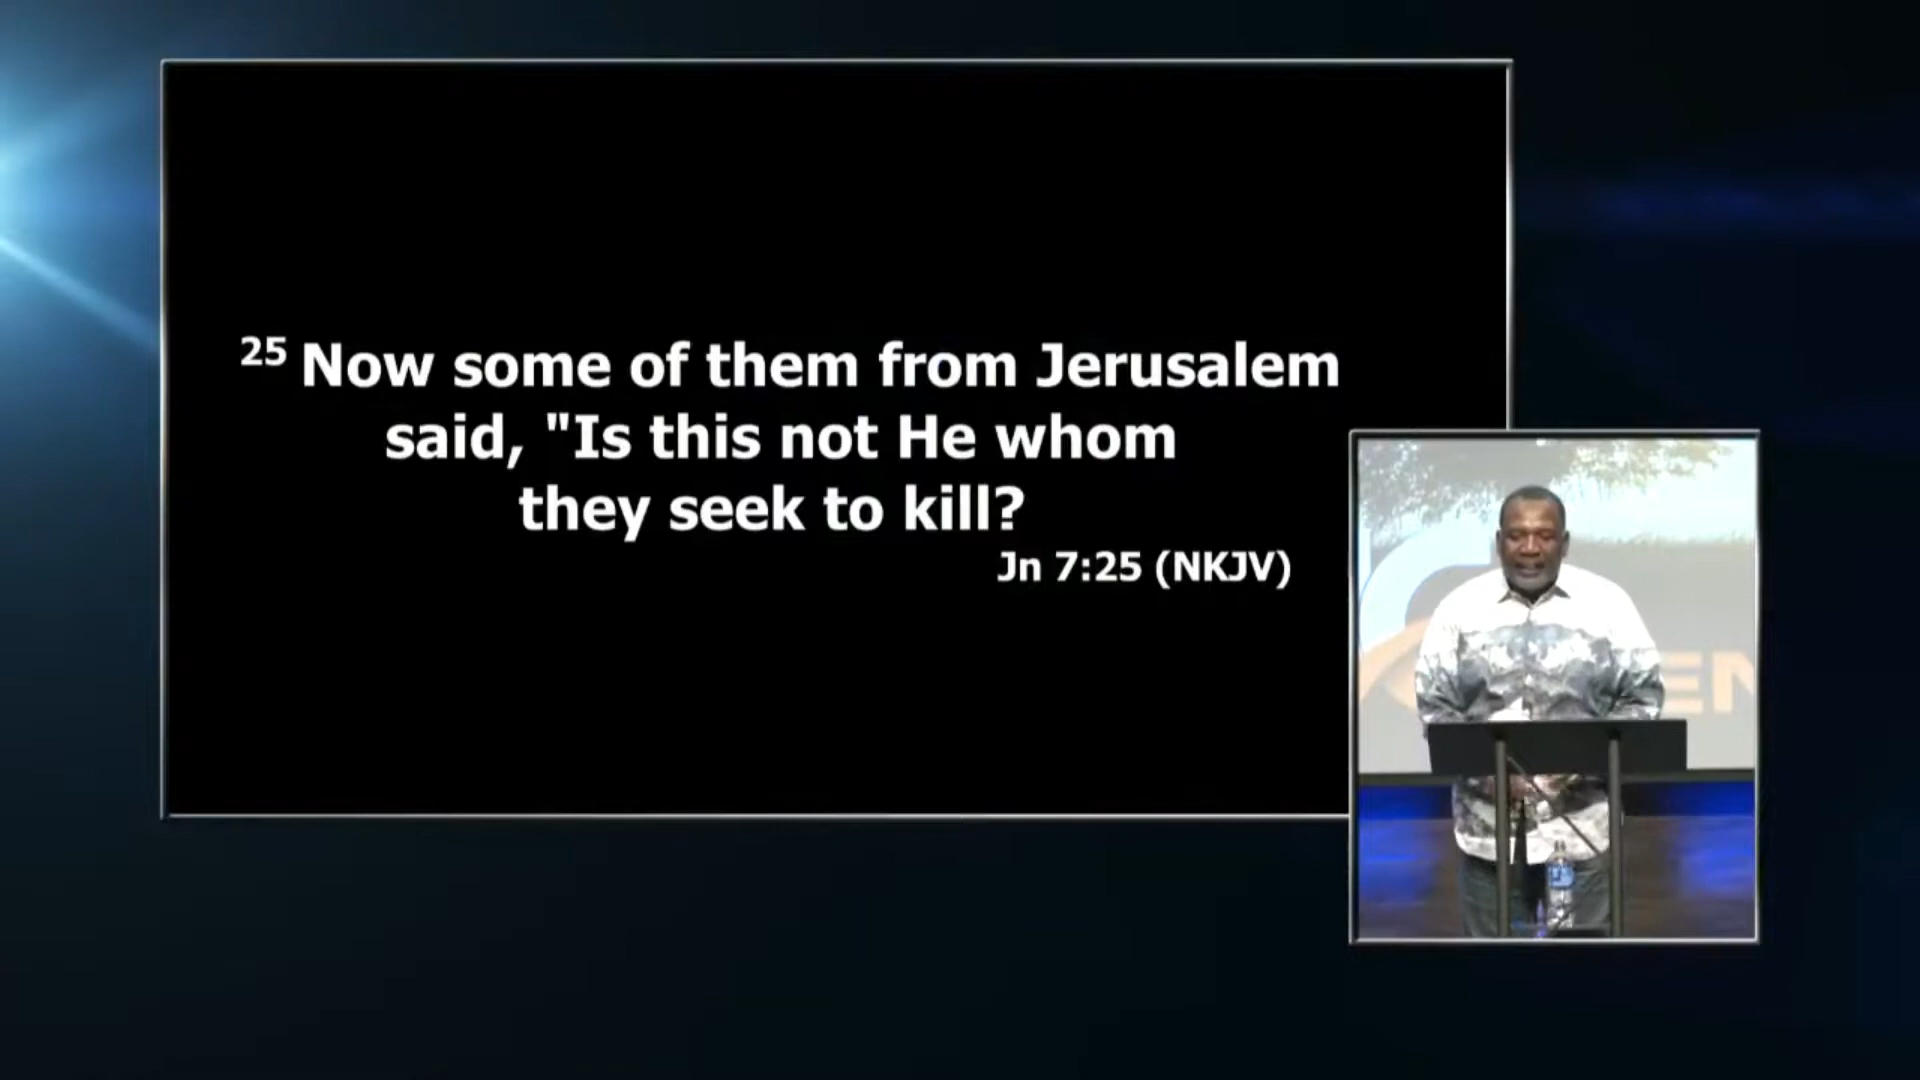 25 Now some of them from Jerusalem
said, "Is this not He whom
they seek to kill?
Jn 7:25 (NKJV)
EN